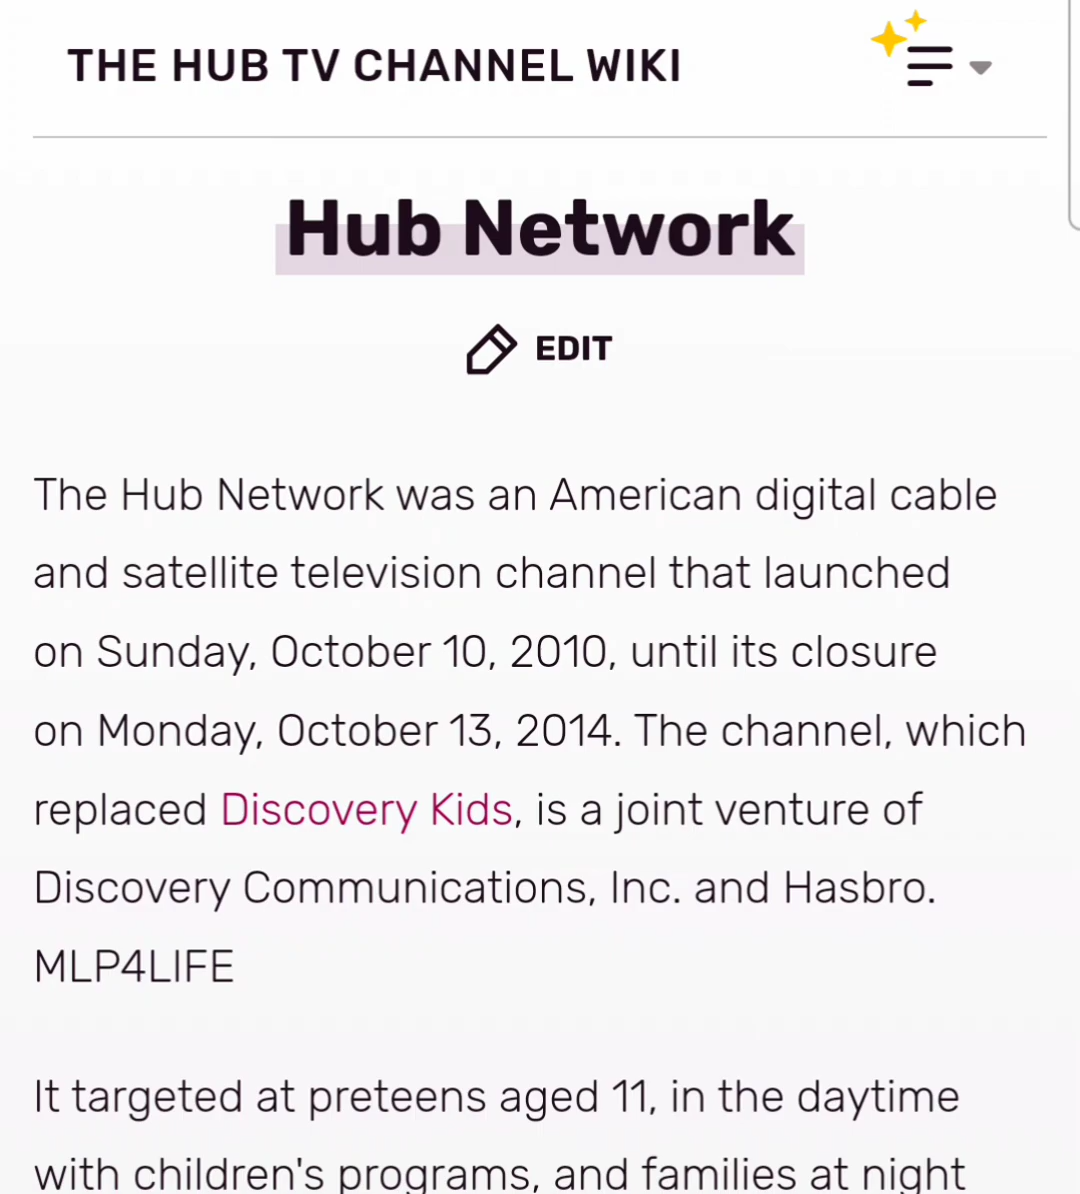 THE HUB TV CHANNEL WIKI
Hub Network
EDIT
The Hub Network was an American digital cable
and satellite television channel that launched
on Sunday, October 10, 2010, until its closure
on Monday, October 13, 2014. The channel, which
replaced Discovery Kids, is a joint venture of
Discovery Communications, Inc. and Hasbro.
MLP4LIFE
It targeted at preteens aged 11, in the daytime
with children's programs, and families at night